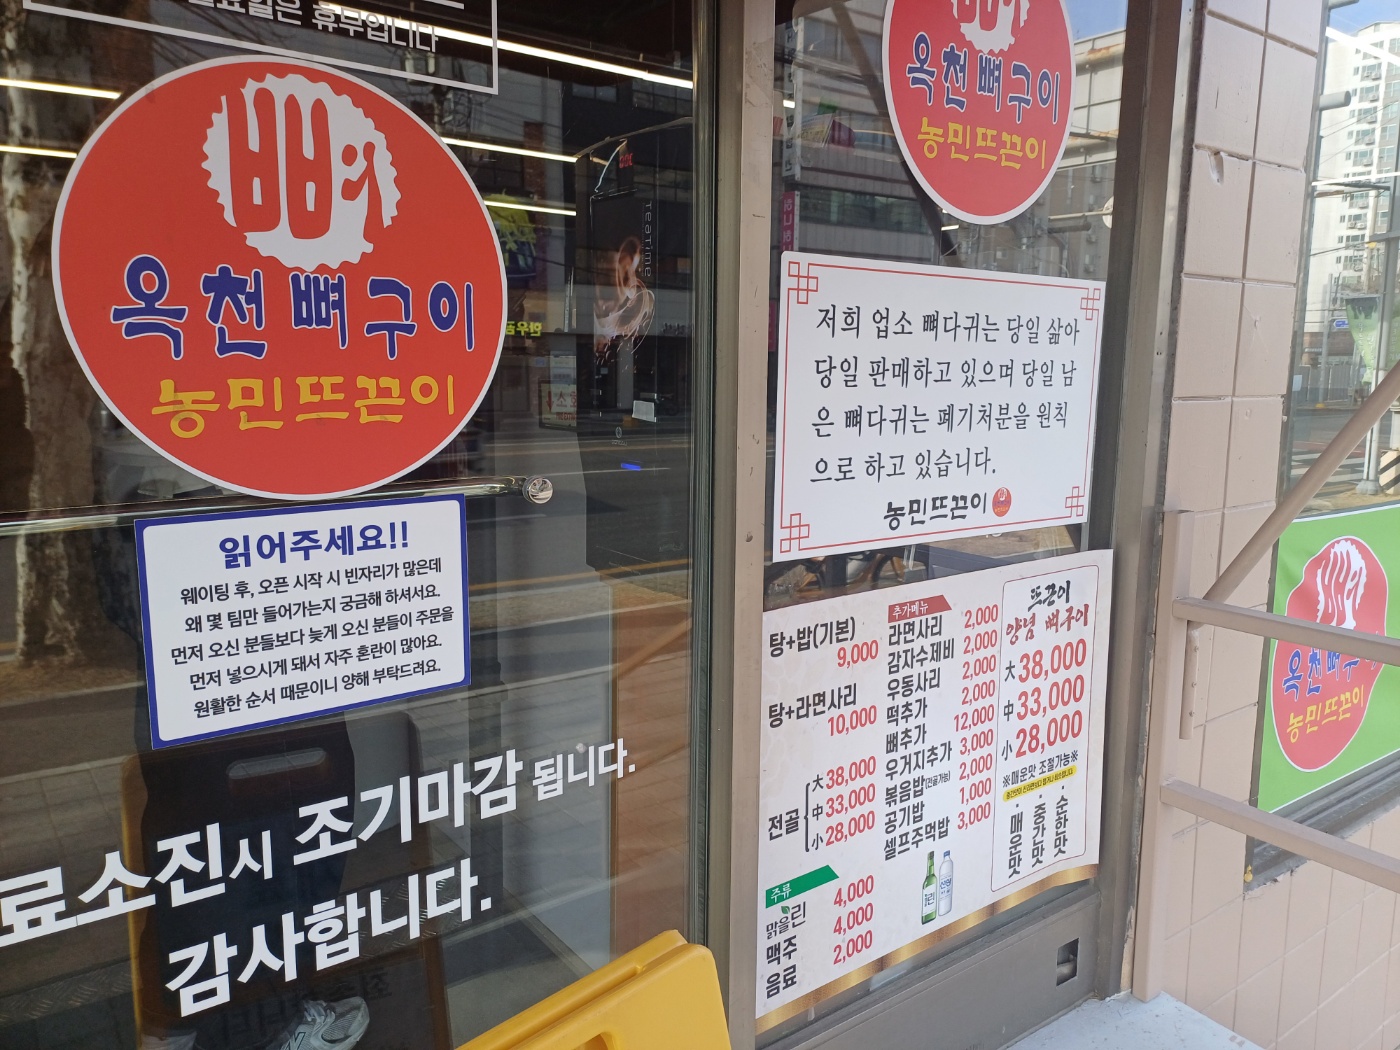 휴무입니다
뼈
옥천뼈구이
농민뜨끈이
읽어주세요!!
웨이팅 후, 오픈 시작 시 빈자리가 많은데
왜 몇 팀만 들어가는지 궁금해 하셔서요.
먼저 오신 분들보다 늦게 오신 분들이 주문을
먼저 넣으시게 돼서 자주 혼란이 많아요.
원활한 순서 때문이니 양해 부탁드려요.
료소진시 조기마감 됩니다.
감사합니다.
TEATIME
뼈
옥천뼈구이
농민뜨끈이
저희 업소 뼈다귀는 당일 삶아
당일 판매하고 있으며 당일 남
은 뼈다귀는 폐기처분을 원칙
으로 하고 있습니다.
농민뜨끈이
탕+밥(기본)
9,000
탕+라면사리
10,000
전골
大 38,000
中 33,000
小 28,000
주류
맑을린 4,000
맥주 4,000
음료 2,000
추가메뉴
라면사리 2,000
감자수제비 2,000
우동사리 2,000
떡추가 2,000
뼈추가 12,000
우거지추가 3,000
볶음밥(전골가능) 2,000
공기밥 1,000
셀프주먹밥 3,000
뜨끈이
양념 뼈구이
大 38,000
中 33,000
小 28,000
※매운맛 조절가능※
·순한맛
·중간맛
·매운맛
뼈
옥천뼈구이
농민뜨끈이